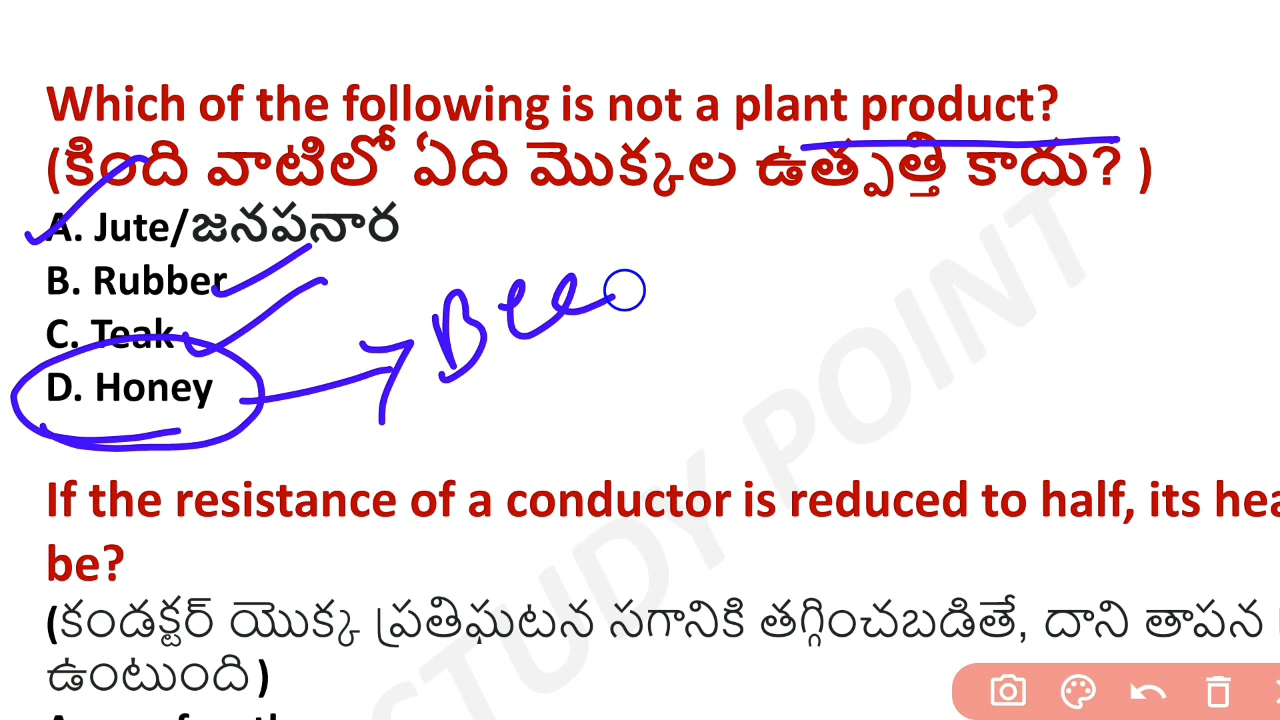 Which of the following is not a plant product?
(కింది వాటిలో ఏది మొక్కల ఉత్పత్తి కాదు? )
A. Jute/జనపనార
B. Rubber
C. Teak
D. Honey
Bee
If the resistance of a conductor is reduced to half, its hea
be?
(కండక్టర్ యొక్క ప్రతిఘటన సగానికి తగ్గించబడితే, దాని తాపన
ఉంటుంది)
STUDY POINT